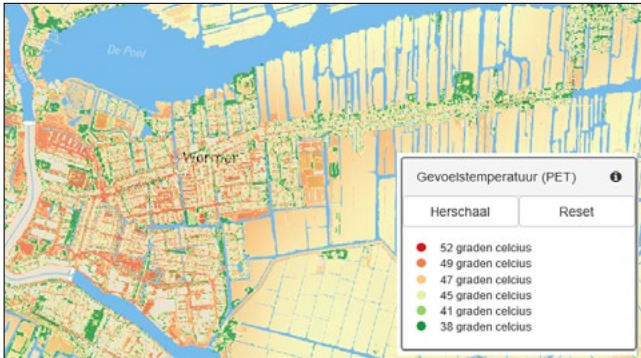 De Poel
Wormer
Gevoelstemperatuur (PET)
Herschaal Reset
52 graden celcius
49 graden celcius
47 graden celcius
45 graden celcius
41 graden celcius
38 graden celcius